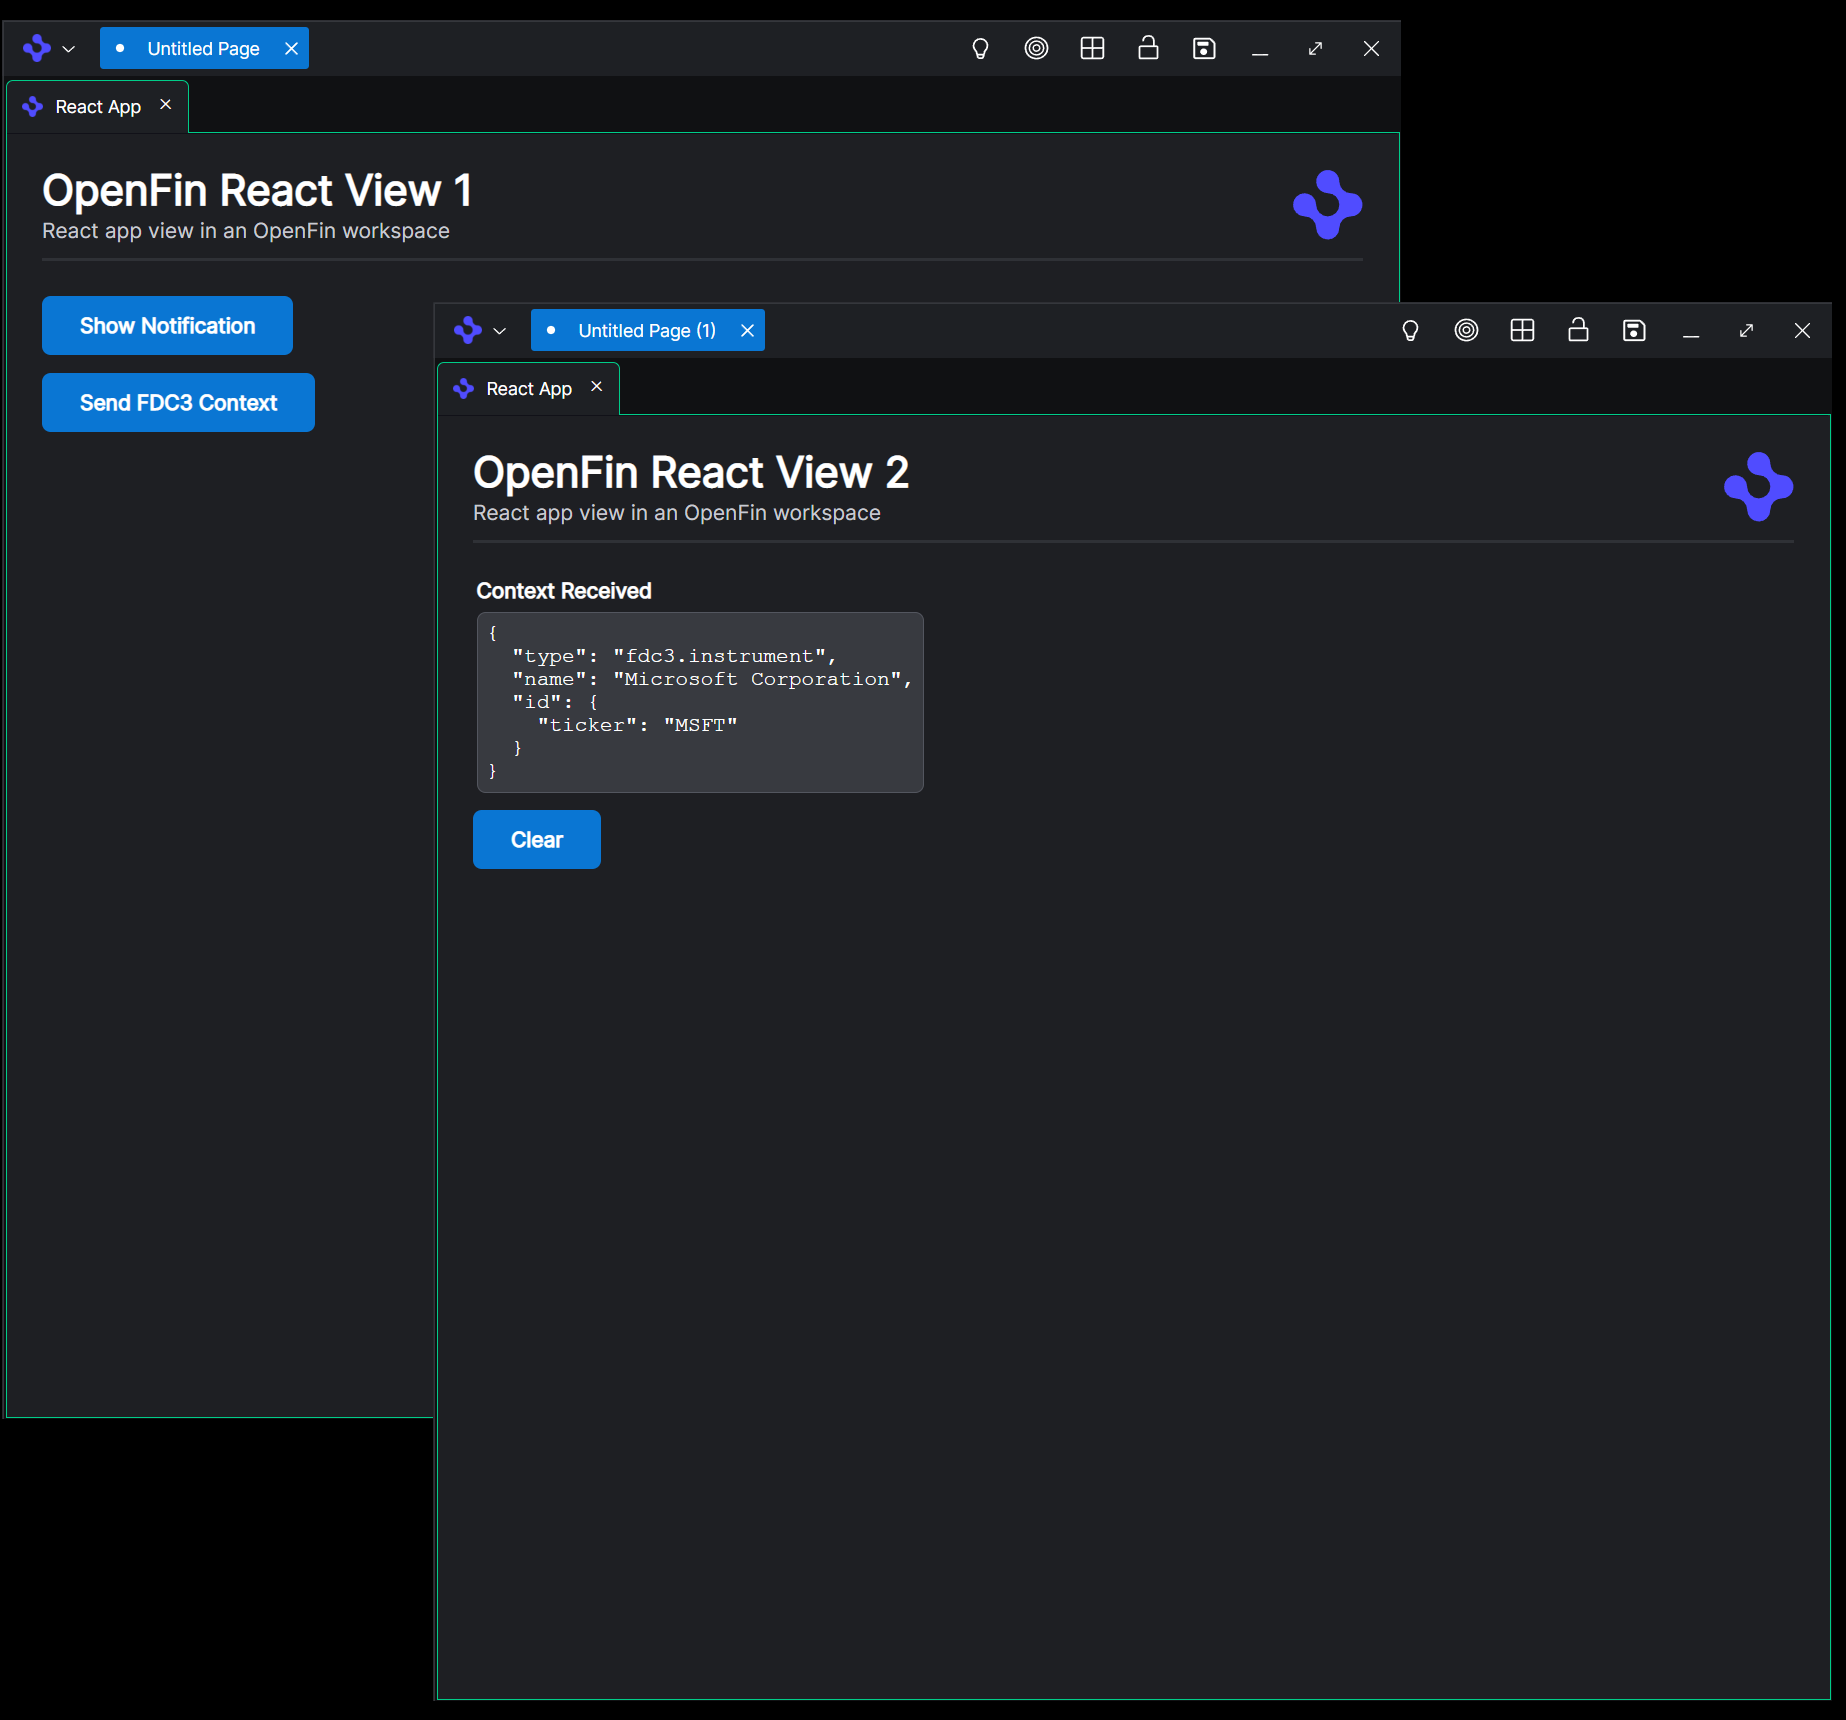 Untitled Page
React App
OpenFin React View 1
React app view in an OpenFin workspace
Show Notification
Send FDC3 Context
Untitled Page (1)
React App
OpenFin React View 2
React app view in an OpenFin workspace
Context Received
{
  "type": "fdc3.instrument",
  "name": "Microsoft Corporation",
  "id": {
    "ticker": "MSFT"
  }
}
Clear